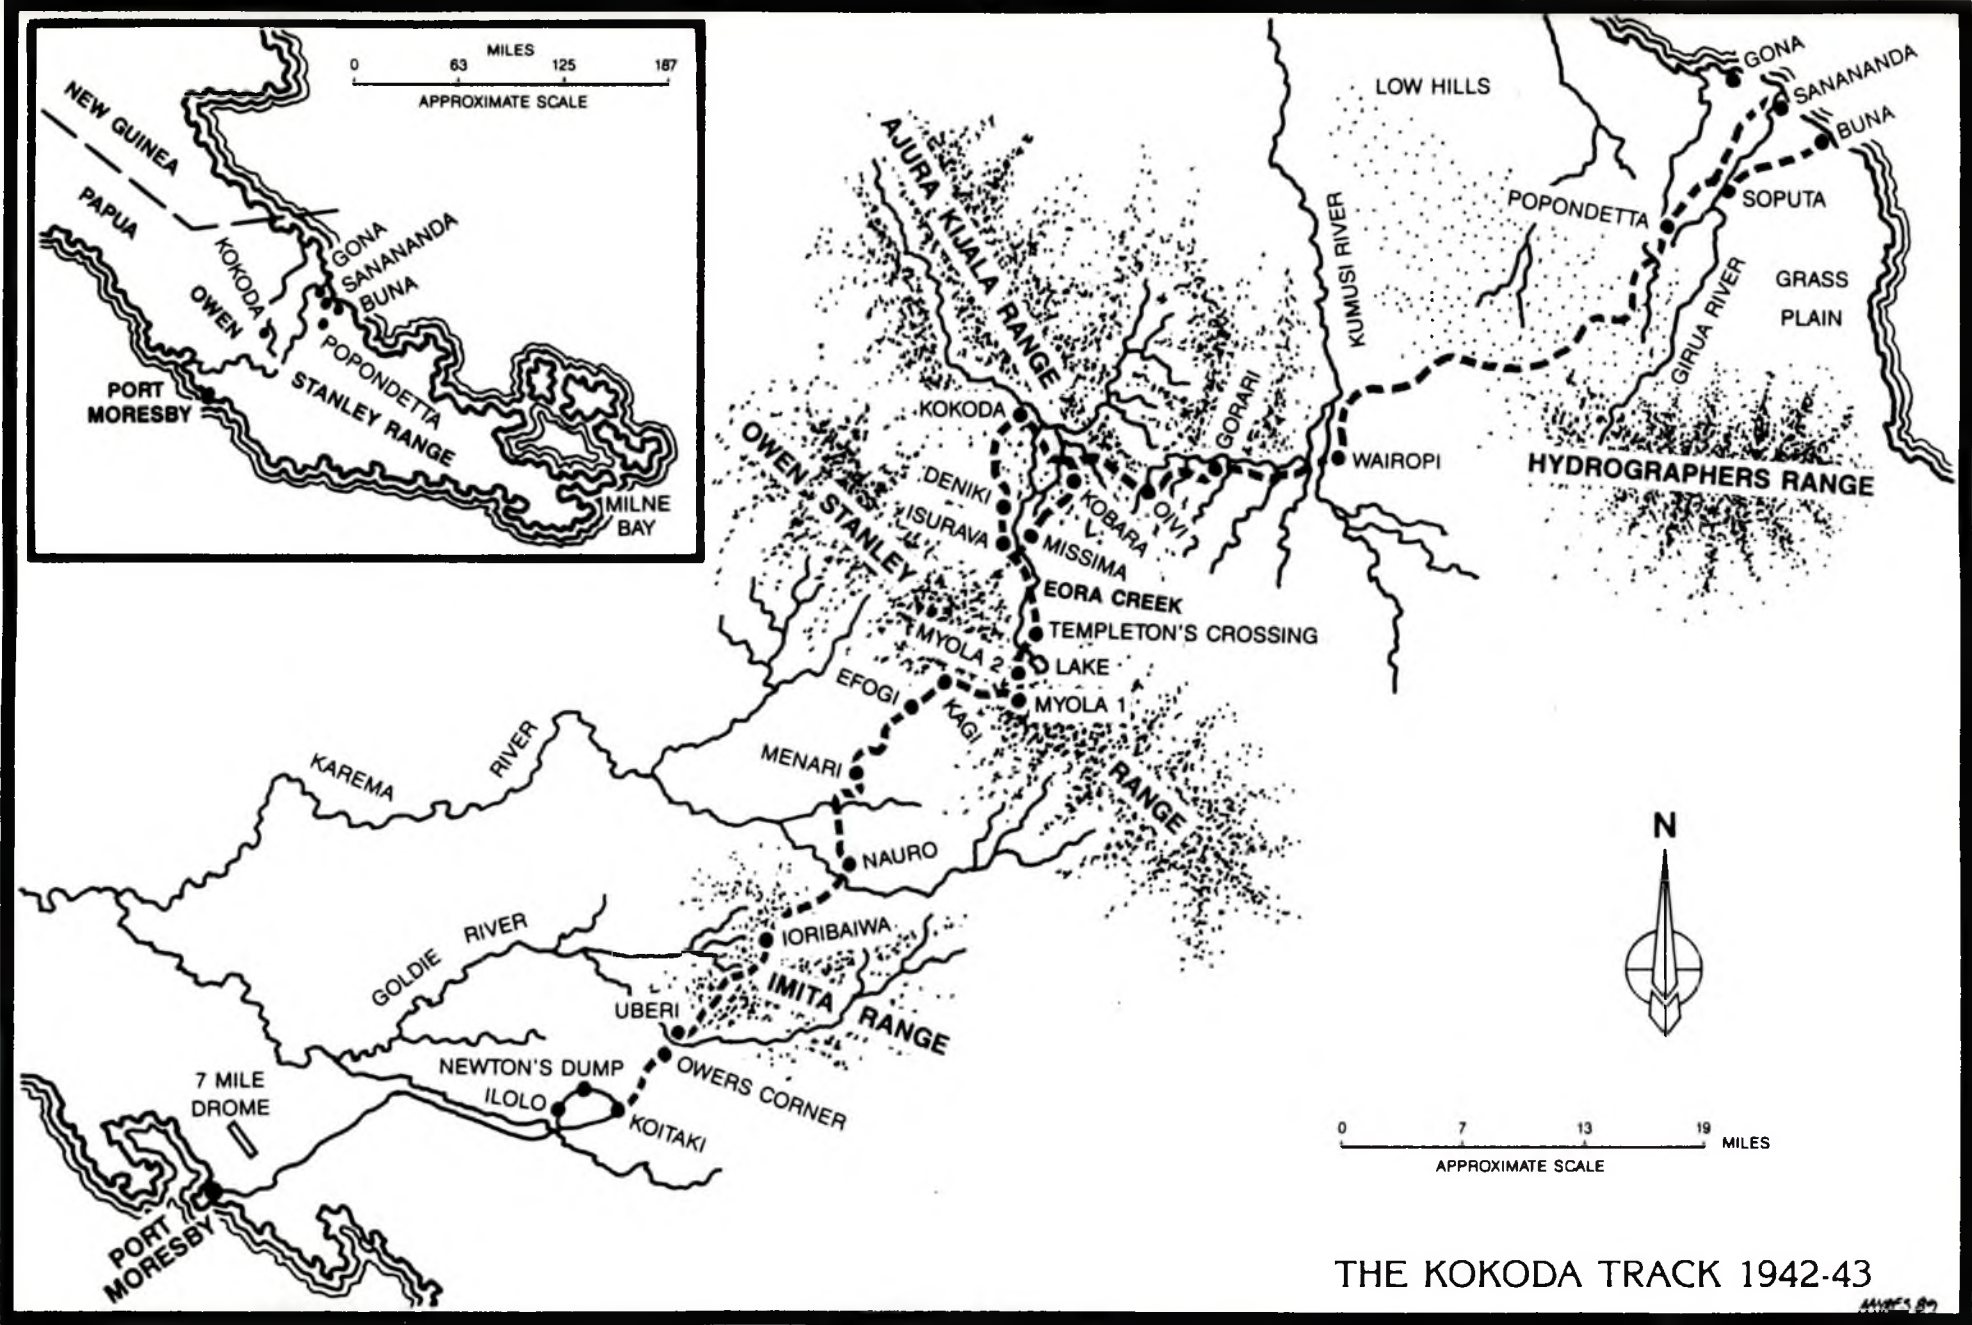 MILES
0 63 125 187
APPROXIMATE SCALE
NEW GUINEA
PAPUA
KOKODA
GONA
SANANANDA
BUNA
OWEN
STANLEY RANGE
POPONDETTA
PORT
MORESBY
MILNE
BAY
LOW HILLS
GONA
SANANANDA
BUNA
AJURA KIJALA RANGE
KUMUSI RIVER
POPONDETTA
SOPUTA
GIRUA RIVER
GRASS
PLAIN
KOKODA
GORARI
WAIROPI
HYDROGRAPHERS RANGE
OWEN STANLEY
RANGE
DENIKI
ISURAVA
KOBARA
OIVI
MISSIMA
EORA CREEK
TEMPLETON'S CROSSING
MYOLA 2
LAKE
MYOLA 1
EFOGI
KAGI
MENARI
KAREMA RIVER
NAURO
GOLDIE RIVER
IORIBAIWA
IMITA RANGE
UBERI
OWERS CORNER
NEWTON'S DUMP
ILOLO
KOITAKI
7 MILE
DROME
PORT
MORESBY
N
0 7 13 19
MILES
APPROXIMATE SCALE
THE KOKODA TRACK 1942-43